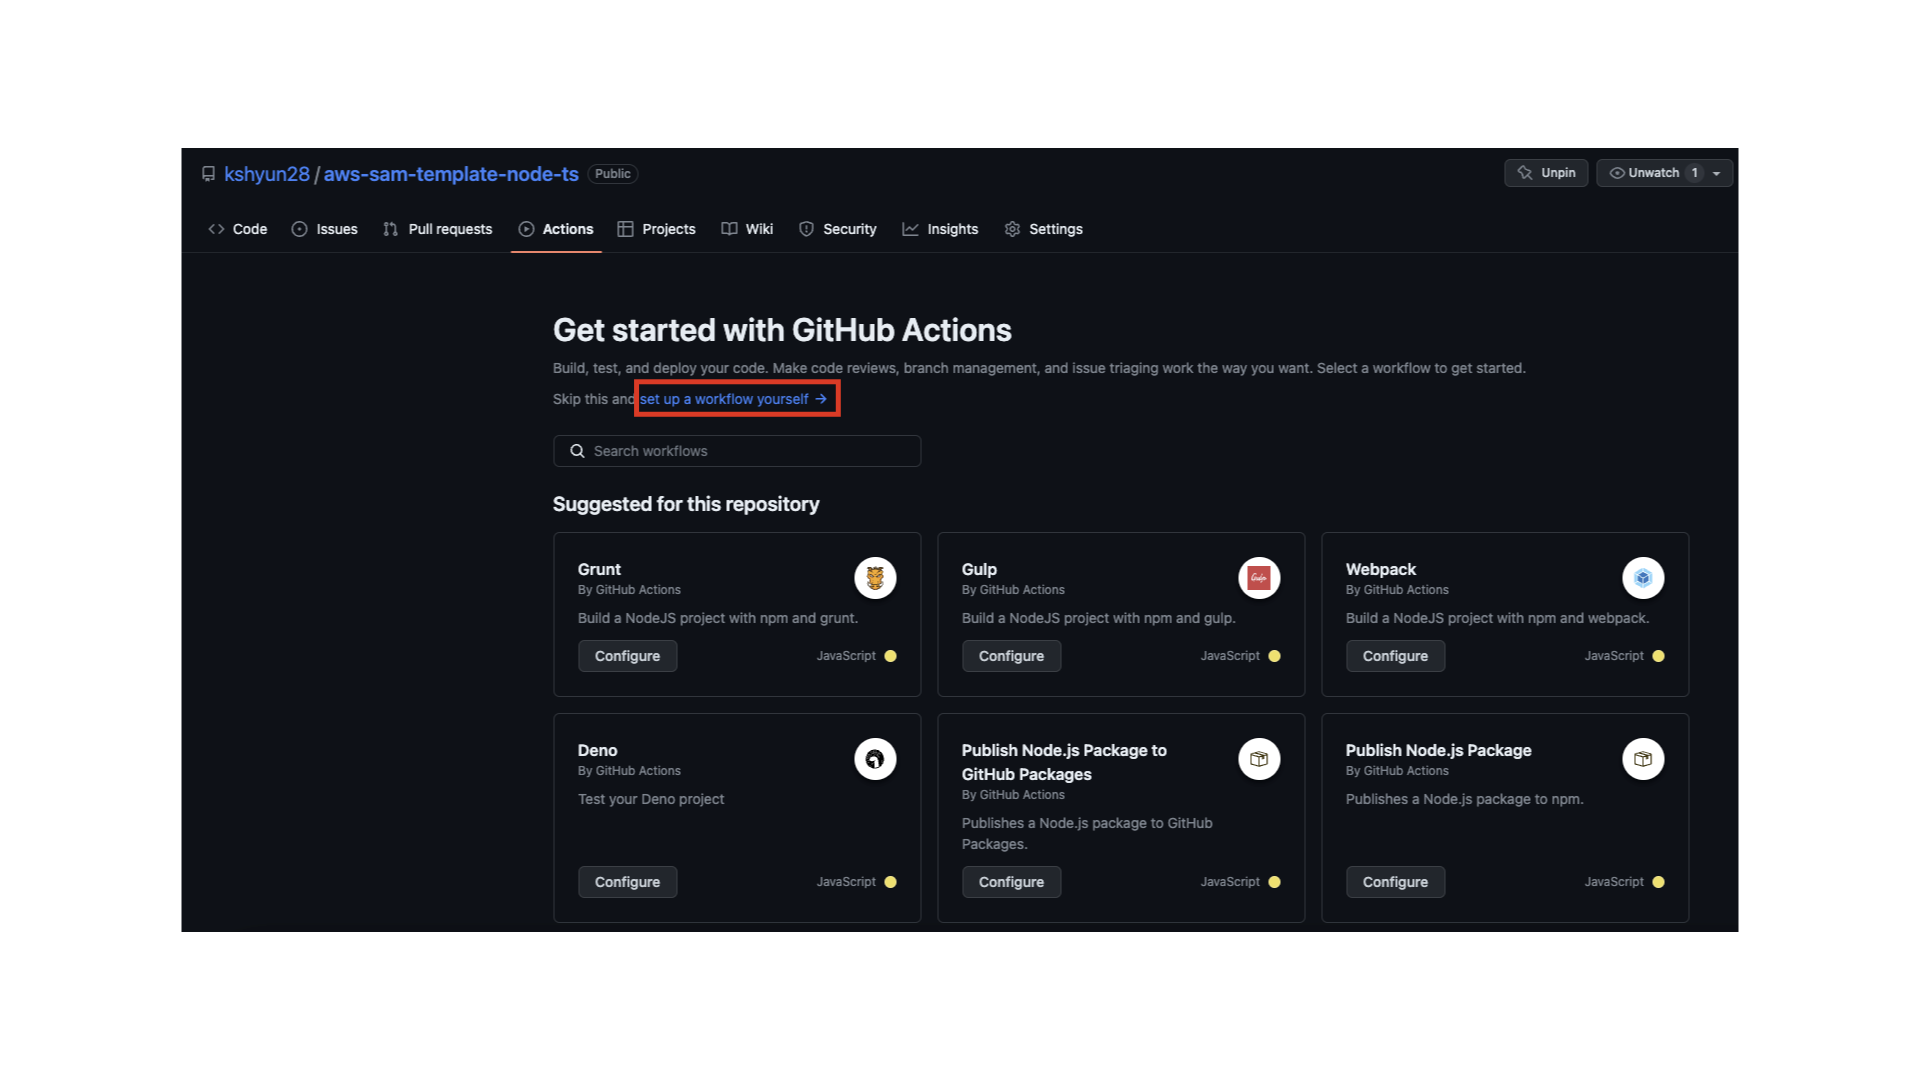 kshyun28 / aws-sam-template-node-ts Public
Unpin Unwatch 1
Code Issues Pull requests Actions Projects Wiki Security Insights Settings
Get started with GitHub Actions
Build, test, and deploy your code. Make code reviews, branch management, and issue triaging work the way you want. Select a workflow to get started.
Skip this and set up a workflow yourself →
Search workflows
Suggested for this repository
Grunt
By GitHub Actions
Build a NodeJS project with npm and grunt.
Configure JavaScript
Gulp
By GitHub Actions
Build a NodeJS project with npm and gulp.
Configure JavaScript
Webpack
By GitHub Actions
Build a NodeJS project with npm and webpack.
Configure JavaScript
Deno
By GitHub Actions
Test your Deno project
Configure JavaScript
Publish Node.js Package to
GitHub Packages
By GitHub Actions
Publishes a Node.js package to GitHub
Packages.
Configure JavaScript
Publish Node.js Package
By GitHub Actions
Publishes a Node.js package to npm.
Configure JavaScript